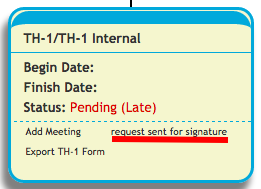 TH-1/TH-1 Internal
Begin Date:
Finish Date:
Status: Pending (Late)
Add Meeting request sent for signature
Export TH-1 Form